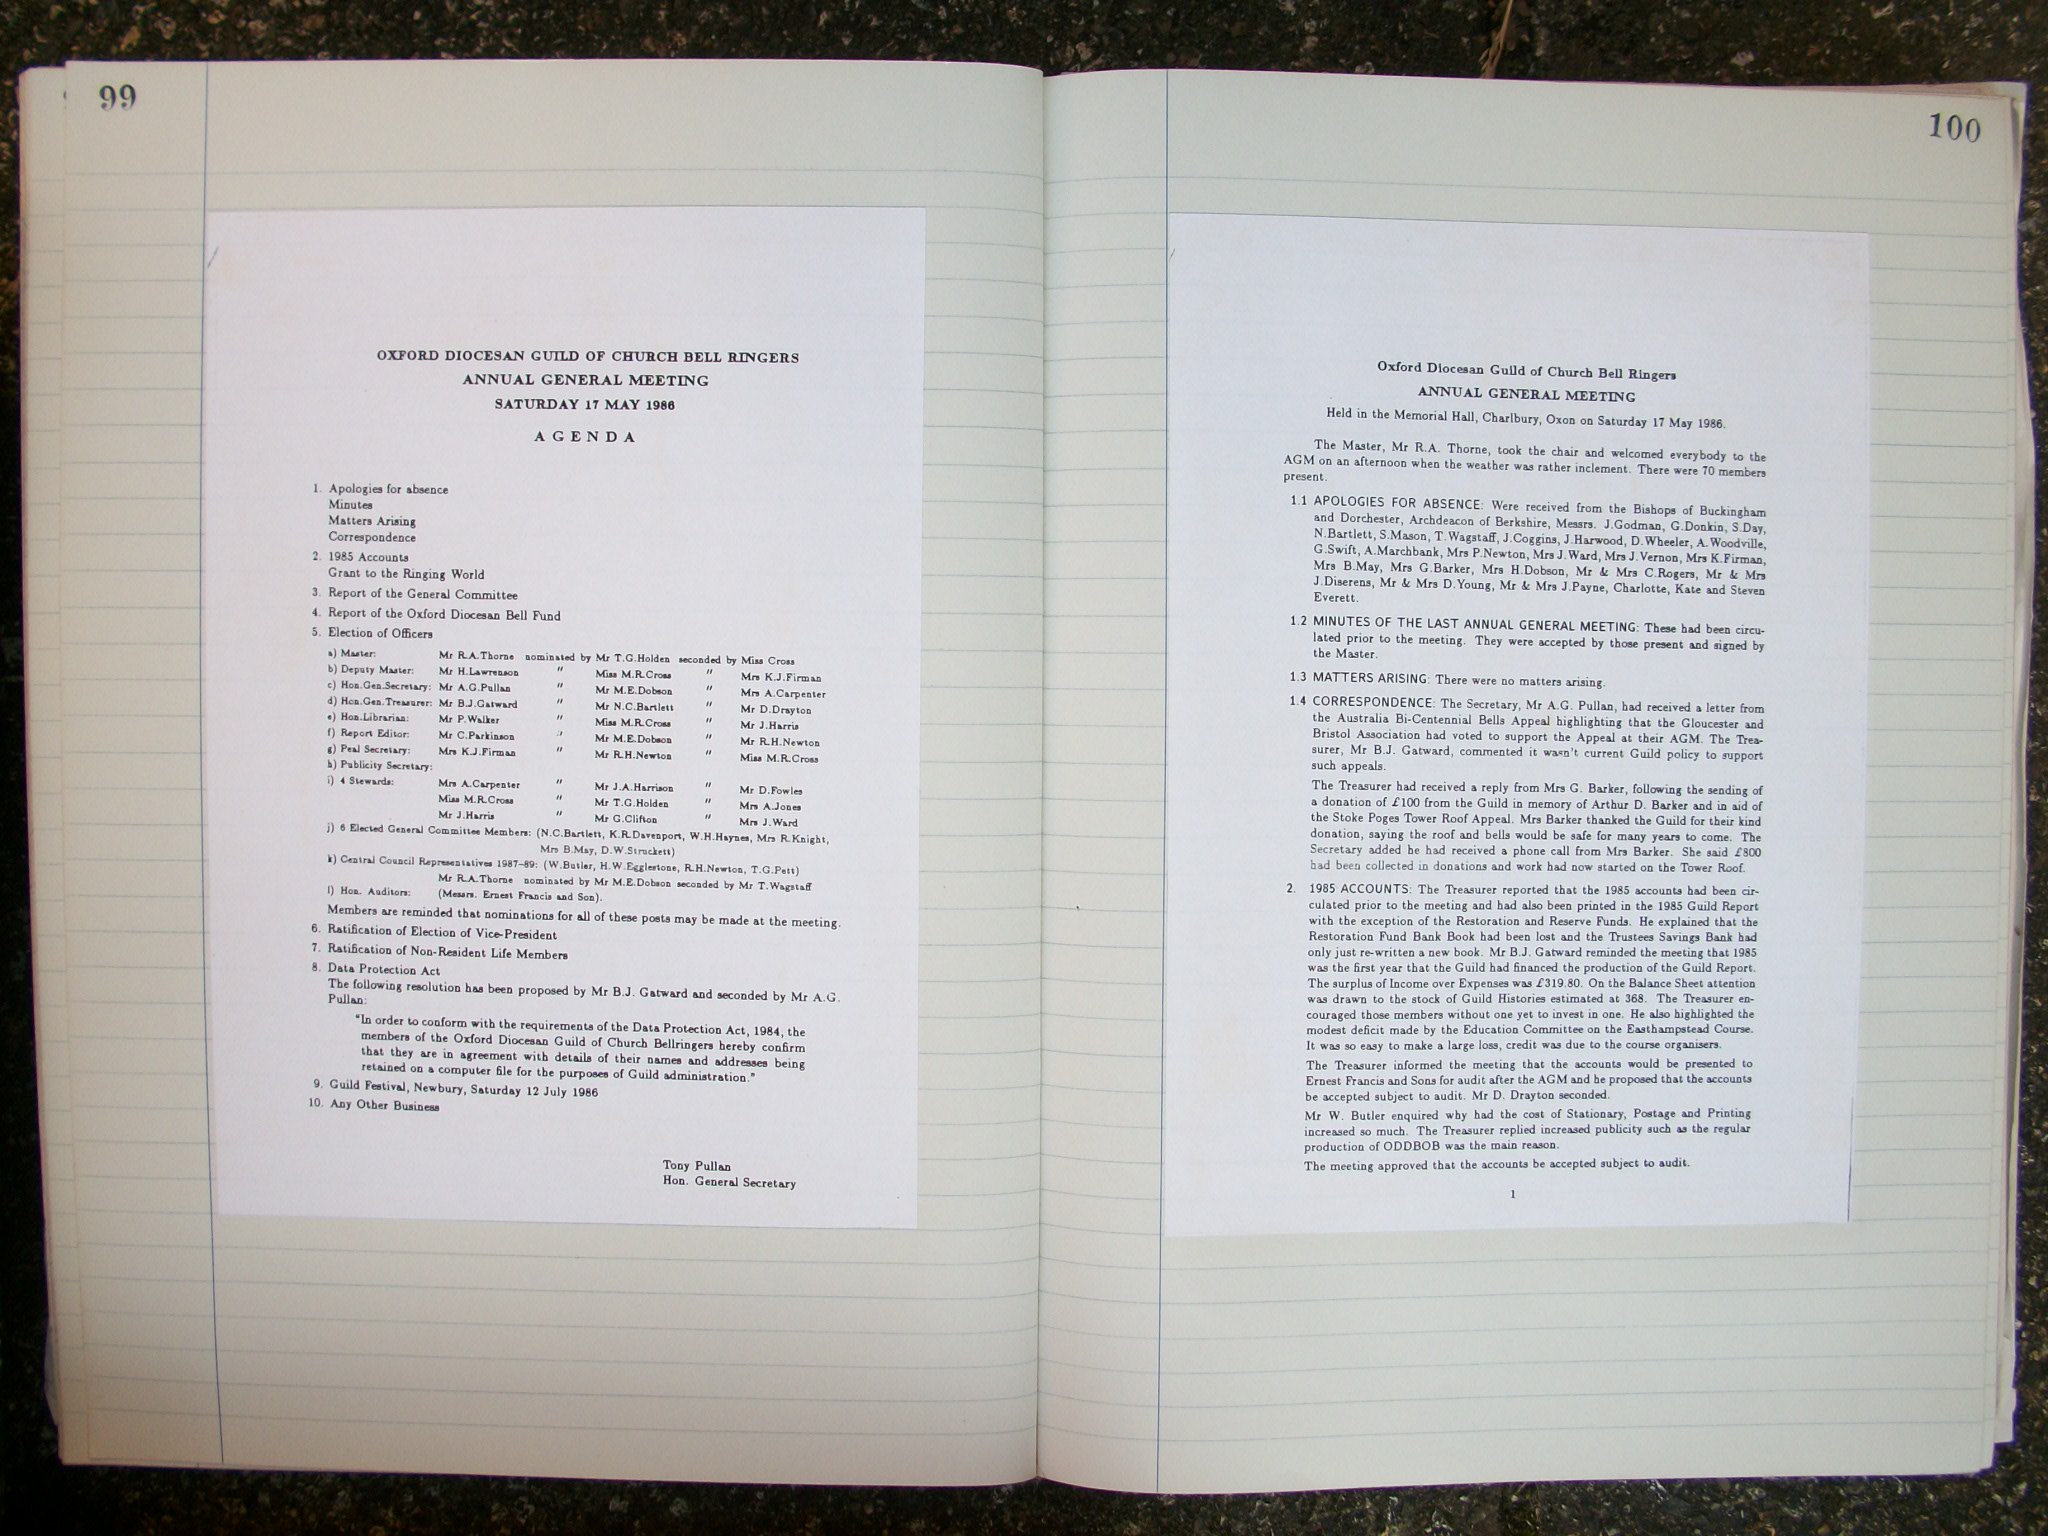 99
OXFORD DIOCESAN GUILD OF CHURCH BELL RINGERS
ANNUAL GENERAL MEETING
SATURDAY 17 MAY 1986
A G E N D A
1. Apologies for absence
Minutes
Matters Arising
Correspondence
2. 1985 Accounts
Grant to the Ringing World
3. Report of the General Committee
4. Report of the Oxford Diocesan Bell Fund
5. Election of Officers
a) Master: Mr R.A.Thorne nominated by Mr T.G.Holden seconded by Miss Cross
b) Deputy Master: Mr H.Lawrenson " Miss M.R.Cross " Mrs K.J.Firman
c) Hon.Gen.Secretary: Mr A.G.Pullan " Mr M.E.Dobson " Mrs A.Carpenter
d) Hon.Gen.Treasurer: Mr B.J.Gatward " Mr N.C.Bartlett " Mr D.Drayton
e) Hon.Librarian: Mr P.Walker " Miss M.R.Cross " Mr J.Harris
f) Report Editor: Mr C.Parkinson " Mr M.E.Dobson " Mr R.H.Newton
g) Peal Secretary: Mrs K.J.Firman " Mr R.H.Newton " Miss M.R.Cross
h) Publicity Secretary:
i) 4 Stewards: Mrs A.Carpenter " Mr J.A.Harrison " Mr D.Fowles
Miss M.R.Cross " Mr T.G.Holden " Mrs A.Jones
Mr J.Harris " Mr G.Clifton " Mrs J.Ward
j) 6 Elected General Committee Members: (N.C.Bartlett, K.R.Davenport, W.H.Haynes, Mrs R.Knight,
Mrs B.May, D.W.Struckett)
k) Central Council Representatives 1987-89: (W.Butler, H.W.Egglestone, R.H.Newton, T.G.Pett)
Mr R.A.Thorne nominated by Mr M.E.Dobson seconded by Mr T.Wagstaff
l) Hon. Auditors: (Messrs. Ernest Francis and Son).
Members are reminded that nominations for all of these posts may be made at the meeting.
6. Ratification of Election of Vice-President
7. Ratification of Non-Resident Life Members
8. Data Protection Act
The following resolution has been proposed by Mr B.J. Gatward and seconded by Mr A.G.
Pullan:
"In order to conform with the requirements of the Data Protection Act, 1984, the
members of the Oxford Diocesan Guild of Church Bellringers hereby confirm
that they are in agreement with details of their names and addresses being
retained on a computer file for the purposes of Guild administration."
9. Guild Festival, Newbury, Saturday 12 July 1986
10. Any Other Business
Tony Pullan
Hon. General Secretary
100
Oxford Diocesan Guild of Church Bell Ringers
ANNUAL GENERAL MEETING
Held in the Memorial Hall, Charlbury, Oxon on Saturday 17 May 1986.
The Master, Mr R.A. Thorne, took the chair and welcomed everybody to the
AGM on an afternoon when the weather was rather inclement. There were 70 members
present.
1.1 APOLOGIES FOR ABSENCE: Were received from the Bishops of Buckingham
and Dorchester, Archdeacon of Berkshire, Messrs. J.Godman, G.Donkin, S.Day,
N.Bartlett, S.Mason, T.Wagstaff, J.Coggins, J.Harwood, D.Wheeler, A.Woodville,
G.Swift, A.Marchbank, Mrs P.Newton, Mrs J.Ward, Mrs J.Vernon, Mrs K.Firman,
Mrs B.May, Mrs G.Barker, Mrs H.Dobson, Mr & Mrs C.Rogers, Mr & Mrs
J.Diserens, Mr & Mrs D.Young, Mr & Mrs J.Payne, Charlotte, Kate and Steven
Everett.
1.2 MINUTES OF THE LAST ANNUAL GENERAL MEETING: These had been circu-
lated prior to the meeting. They were accepted by those present and signed by
the Master.
1.3 MATTERS ARISING: There were no matters arising.
1.4 CORRESPONDENCE: The Secretary, Mr A.G. Pullan, had received a letter from
the Australia Bi-Centennial Bells Appeal highlighting that the Gloucester and
Bristol Association had voted to support the Appeal at their AGM. The Trea-
surer, Mr B.J. Gatward, commented it wasn't current Guild policy to support
such appeals.
The Treasurer had received a reply from Mrs G. Barker, following the sending of
a donation of £100 from the Guild in memory of Arthur D. Barker and in aid of
the Stoke Poges Tower Roof Appeal. Mrs Barker thanked the Guild for their kind
donation, saying the roof and bells would be safe for many years to come. The
Secretary added he had received a phone call from Mrs Barker. She said £800
had been collected in donations and work had now started on the Tower Roof.
2. 1985 ACCOUNTS: The Treasurer reported that the 1985 accounts had been cir-
culated prior to the meeting and had also been printed in the 1985 Guild Report
with the exception of the Restoration and Reserve Funds. He explained that the
Restoration Fund Bank Book had been lost and the Trustees Savings Bank had
only just re-written a new book. Mr B.J. Gatward reminded the meeting that 1985
was the first year that the Guild had financed the production of the Guild Report.
The surplus of Income over Expenses was £319.80. On the Balance Sheet attention
was drawn to the stock of Guild Histories estimated at 368. The Treasurer en-
couraged those members without one yet to invest in one. He also highlighted the
modest deficit made by the Education Committee on the Easthampstead Course.
It was so easy to make a large loss, credit was due to the course organisers.
The Treasurer informed the meeting that the accounts would be presented to
Ernest Francis and Sons for audit after the AGM and he proposed that the accounts
be accepted subject to audit. Mr D. Drayton seconded.
Mr W. Butler enquired why had the cost of Stationary, Postage and Printing
increased so much. The Treasurer replied increased publicity such as the regular
production of ODDBOB was the main reason.
The meeting approved that the accounts be accepted subject to audit.
1